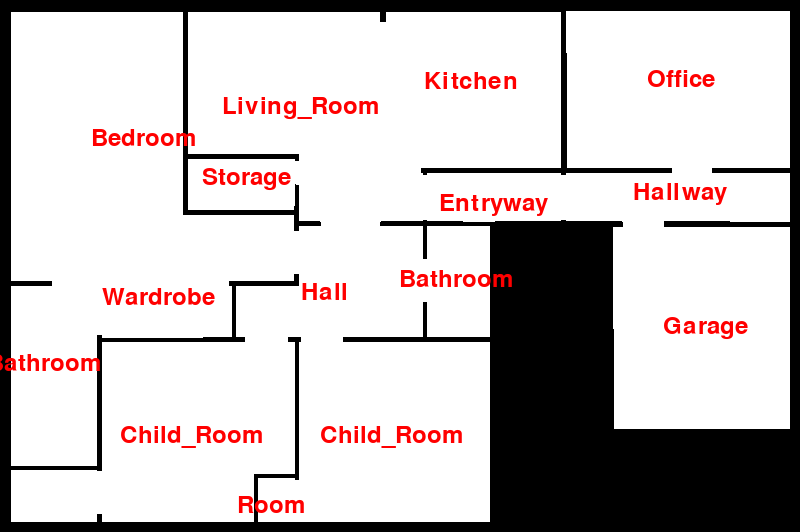 Kitchen
Office
Living_Room
Bedroom
Storage
Hallway
Entryway
Bathroom
Hall
Wardrobe
Garage
Bathroom
Child_Room
Child_Room
Room